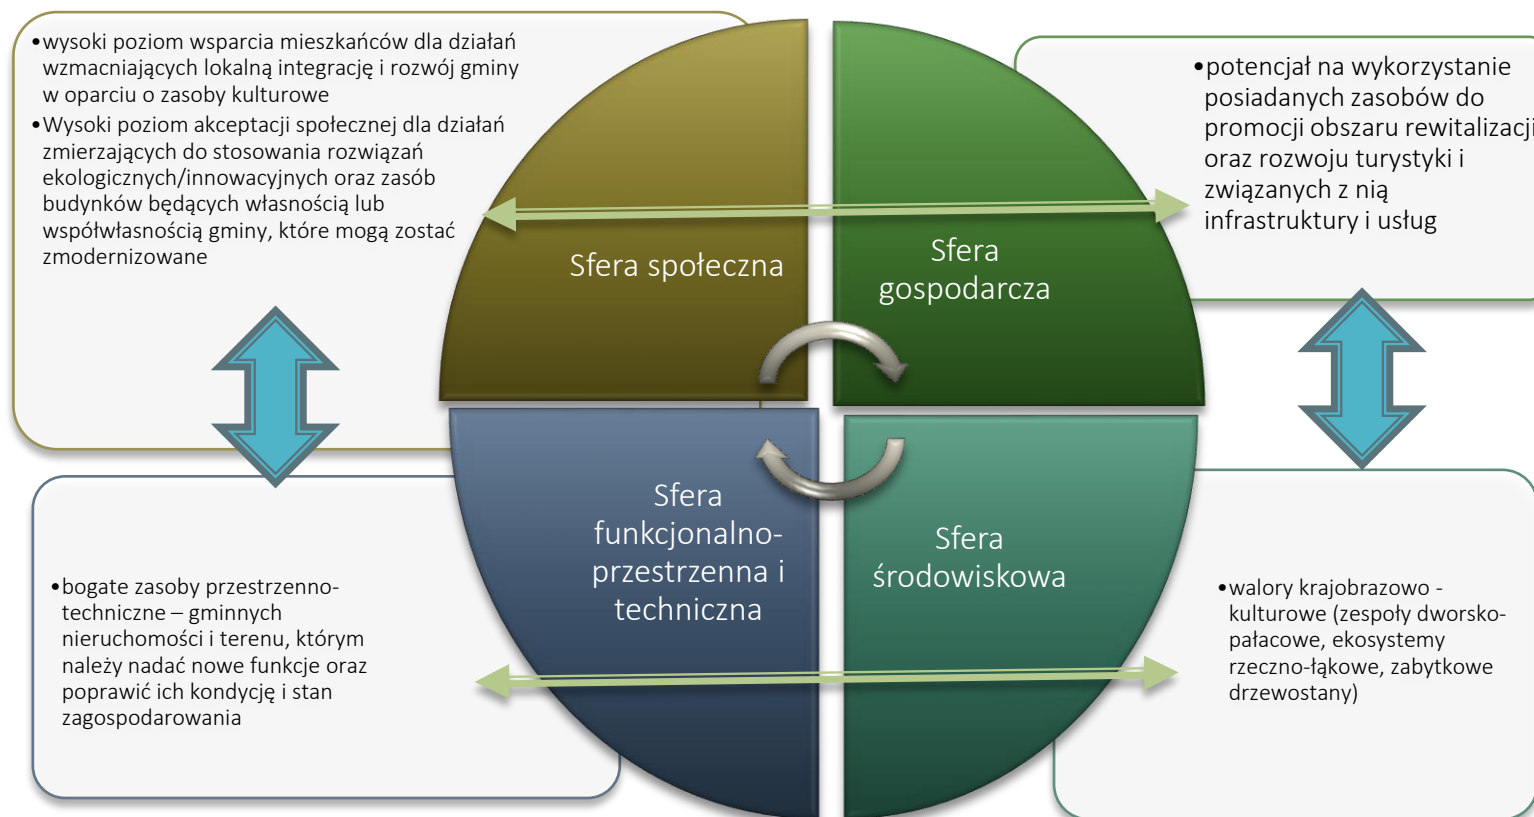 •wysoki poziom wsparcia mieszkańców dla działań
wzmacniających lokalną integrację i rozwój gminy
w oparciu o zasoby kulturowe
•Wysoki poziom akceptacji społecznej dla działań
zmierzających do stosowania rozwiązań
ekologicznych/innowacyjnych oraz zasób
budynków będących własnością lub
współwłasnością gminy, które mogą zostać
zmodernizowane
•potencjał na wykorzystanie
posiadanych zasobów do
promocji obszaru rewitalizacji
oraz rozwoju turystyki i
związanych z nią
infrastruktury i usług
Sfera społeczna
Sfera
gospodarcza
Sfera
funkcjonalno-
przestrzenna i
techniczna
Sfera
środowiskowa
•bogate zasoby przestrzenno-
techniczne – gminnych
nieruchomości i terenu, którym
należy nadać nowe funkcje oraz
poprawić ich kondycję i stan
zagospodarowania
•walory krajobrazowo -
kulturowe (zespoły dworsko-
pałacowe, ekosystemy
rzeczno-łąkowe, zabytkowe
drzewostany)